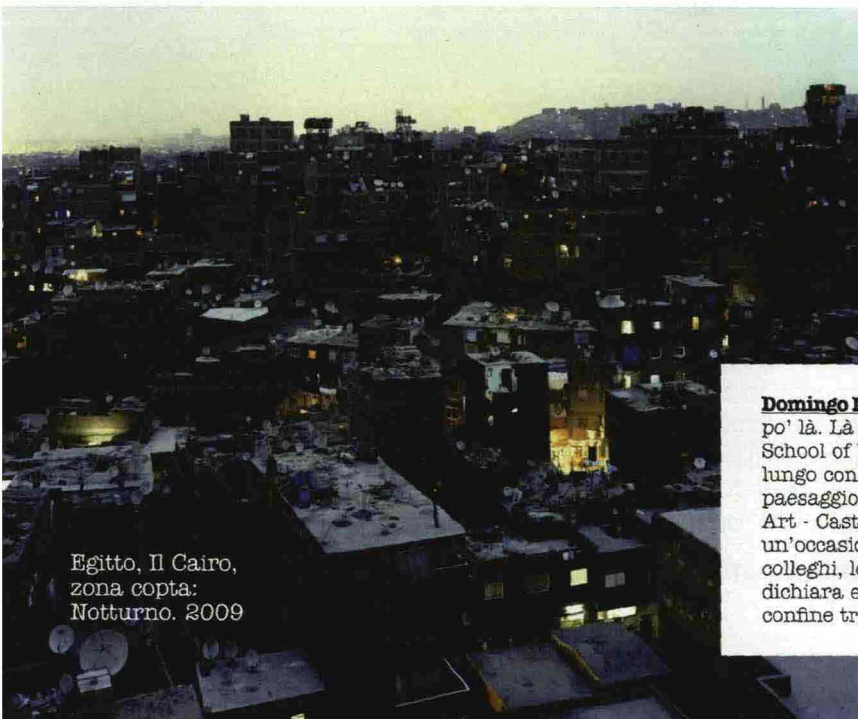 Egitto, Il Cairo,
zona copta:
Notturno. 2009
Domingo
po' là. Là
School of
lungo con
paesaggio
Art - Cast
un'occasio
colleghi, le
dichiara e
confine tr